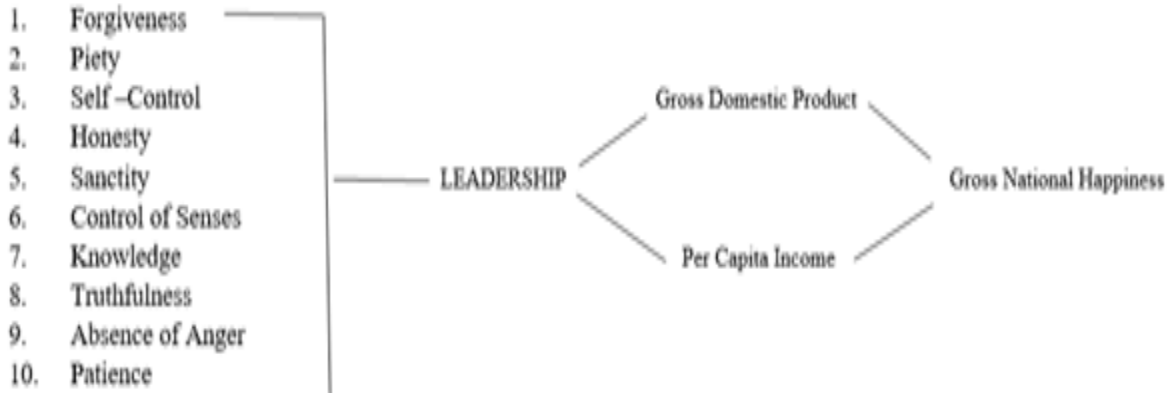 1. Forgiveness
2. Piety
3. Self –Control
4. Honesty
5. Sanctity
6. Control of Senses
7. Knowledge
8. Truthfulness
9. Absence of Anger
10. Patience
LEADERSHIP
Gross Domestic Product
Per Capita Income
Gross National Happiness